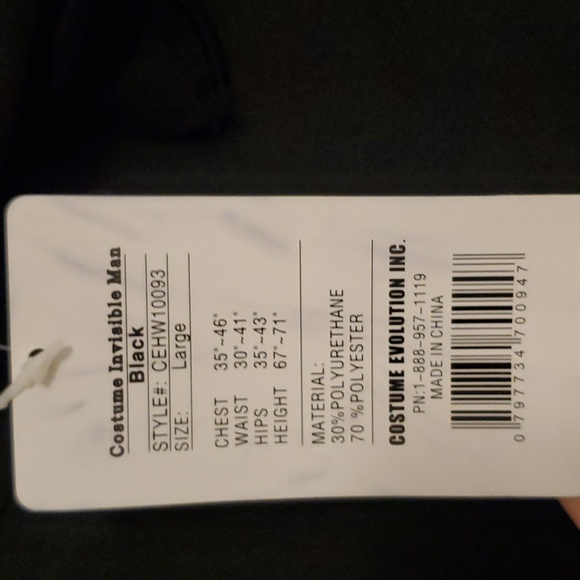 Costume Invisible Man
Black
STYLE#: CEHW10093
SIZE: Large
CHEST 35"~46"
WAIST 30"~41"
HIPS 35"~43"
HEIGHT 67"~71"
MATERIAL:
30%POLYURETHANE
70 %POLYESTER
COSTUME EVOLUTION INC.
PN:1-888-957-1119
MADE IN CHINA
0 797734 700947